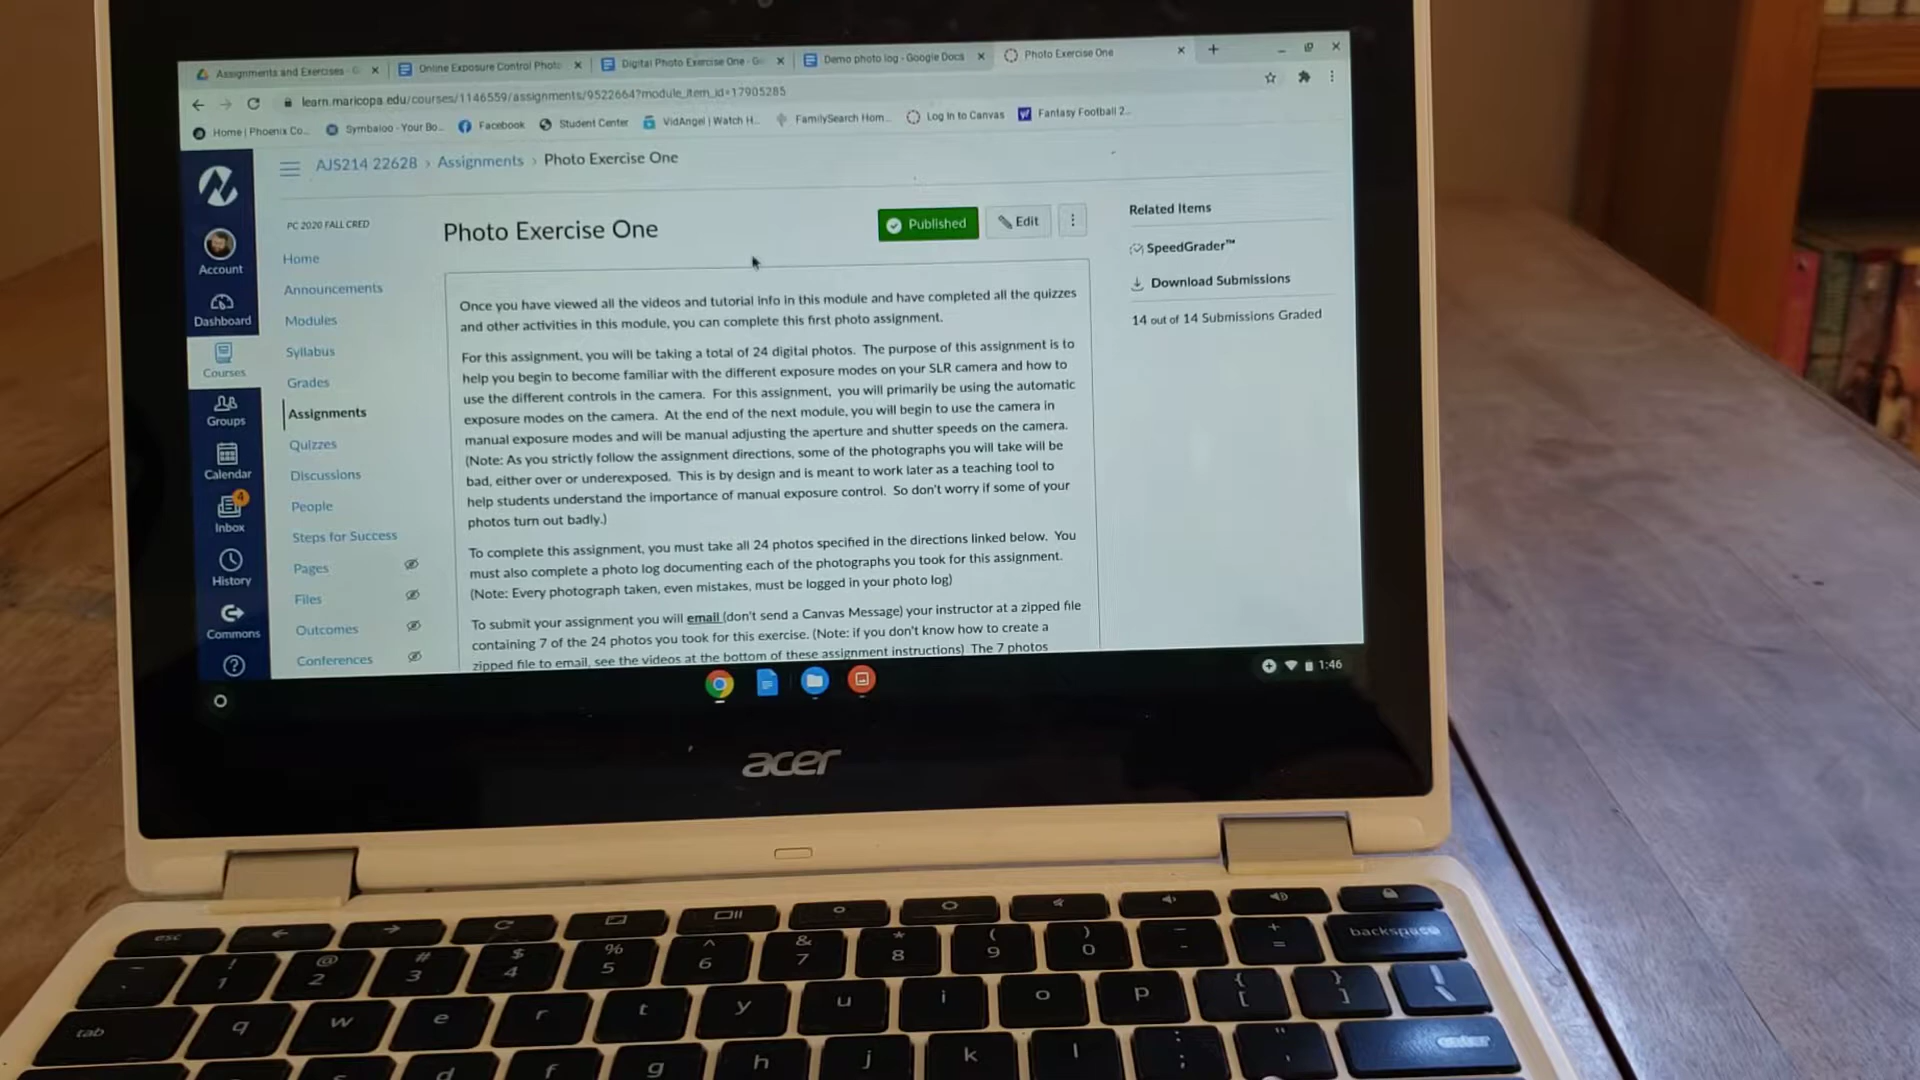 Assignments and Exercises - G
Online Exposure Control Photo
Digital Photo Exercise One - Go
Demo photo log - Google Docs
Photo Exercise One
learn.maricopa.edu/courses/1146559/assignments/9522664?module_item_id=17905285
Home | Phoenix Co...
Symbaloo - Your Bo...
Facebook
Student Center
VidAngel | Watch H...
FamilySearch Hom...
Log in to Canvas
Fantasy Football 2...
AJS214 22628 › Assignments › Photo Exercise One
PC 2020 FALL CRED
Account
Dashboard
Courses
Groups
Calendar
4
Inbox
History
Commons
Home
Announcements
Modules
Syllabus
Grades
Assignments
Quizzes
Discussions
People
Steps for Success
Pages
Files
Outcomes
Conferences
Photo Exercise One
Published
Edit
Once you have viewed all the videos and tutorial info in this module and have completed all the quizzes
and other activities in this module, you can complete this first photo assignment.
For this assignment, you will be taking a total of 24 digital photos. The purpose of this assignment is to
help you begin to become familiar with the different exposure modes on your SLR camera and how to
use the different controls in the camera. For this assignment, you will primarily be using the automatic
exposure modes on the camera. At the end of the next module, you will begin to use the camera in
manual exposure modes and will be manual adjusting the aperture and shutter speeds on the camera.
(Note: As you strictly follow the assignment directions, some of the photographs you will take will be
bad, either over or underexposed. This is by design and is meant to work later as a teaching tool to
help students understand the importance of manual exposure control. So don't worry if some of your
photos turn out badly.)
To complete this assignment, you must take all 24 photos specified in the directions linked below. You
must also complete a photo log documenting each of the photographs you took for this assignment.
(Note: Every photograph taken, even mistakes, must be logged in your photo log)
To submit your assignment you will email (don't send a Canvas Message) your instructor at a zipped file
containing 7 of the 24 photos you took for this exercise. (Note: if you don't know how to create a
zipped file to email, see the videos at the bottom of these assignment instructions) The 7 photos
Related Items
SpeedGrader™
Download Submissions
14 out of 14 Submissions Graded
1:46
acer
esc
! 1 @ 2 # 3 $ 4 % 5 ^ 6 & 7 * 8 ( 9 ) 0 - + = backspace
tab q w e r t y u i o p { [ } ] | \
d f g h j k l : ; " ' enter